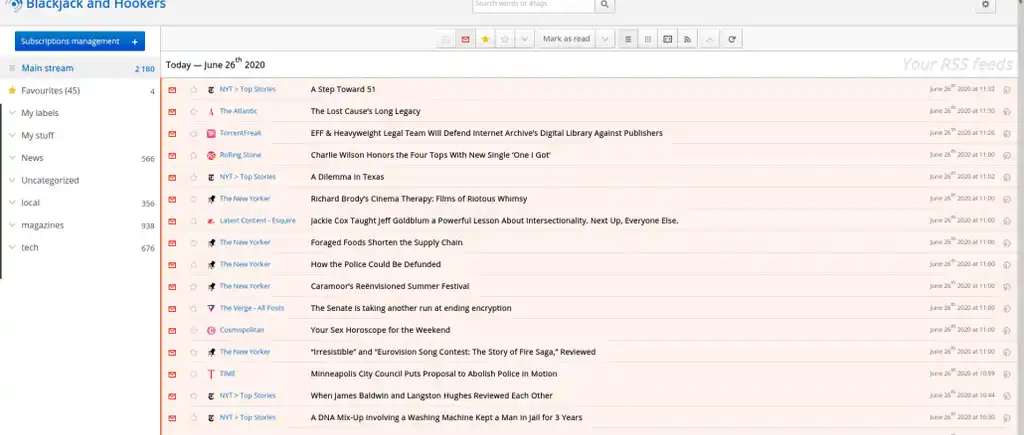 Blackjack and Hookers
Search words or #tags
Subscriptions management +
Mark as read
Main stream 2 180
Today — June 26th 2020
Your RSS feeds
Favourites (45) 4
My labels
My stuff
News 566
Uncategorized
local 356
magazines 938
tech 676
NYT > Top Stories A Step Toward 51 June 26th 2020 at 11:32
The Atlantic The Lost Cause's Long Legacy June 26th 2020 at 11:30
TorrentFreak EFF & Heavyweight Legal Team Will Defend Internet Archive's Digital Library Against Publishers June 26th 2020 at 11:26
Rolling Stone Charlie Wilson Honors the Four Tops With New Single 'One I Got' June 26th 2020 at 11:00
NYT > Top Stories A Dilemma in Texas June 26th 2020 at 11:02
The New Yorker Richard Brody's Cinema Therapy: Films of Riotous Whimsy June 26th 2020 at 11:00
Latest Content - Esquire Jackie Cox Taught Jeff Goldblum a Powerful Lesson About Intersectionality. Next Up, Everyone Else. June 26th 2020 at 11:00
The New Yorker Foraged Foods Shorten the Supply Chain June 26th 2020 at 11:00
The New Yorker How the Police Could Be Defunded June 26th 2020 at 11:00
The New Yorker Caramoor's Reënvisioned Summer Festival June 26th 2020 at 11:00
The Verge - All Posts The Senate is taking another run at ending encryption June 26th 2020 at 11:00
Cosmopolitan Your Sex Horoscope for the Weekend June 26th 2020 at 11:00
The New Yorker "Irresistible" and "Eurovision Song Contest: The Story of Fire Saga," Reviewed June 26th 2020 at 11:00
TIME Minneapolis City Council Puts Proposal to Abolish Police in Motion June 26th 2020 at 10:59
NYT > Top Stories When James Baldwin and Langston Hughes Reviewed Each Other June 26th 2020 at 10:44
NYT > Top Stories A DNA Mix-Up Involving a Washing Machine Kept a Man in Jail for 3 Years June 26th 2020 at 10:30